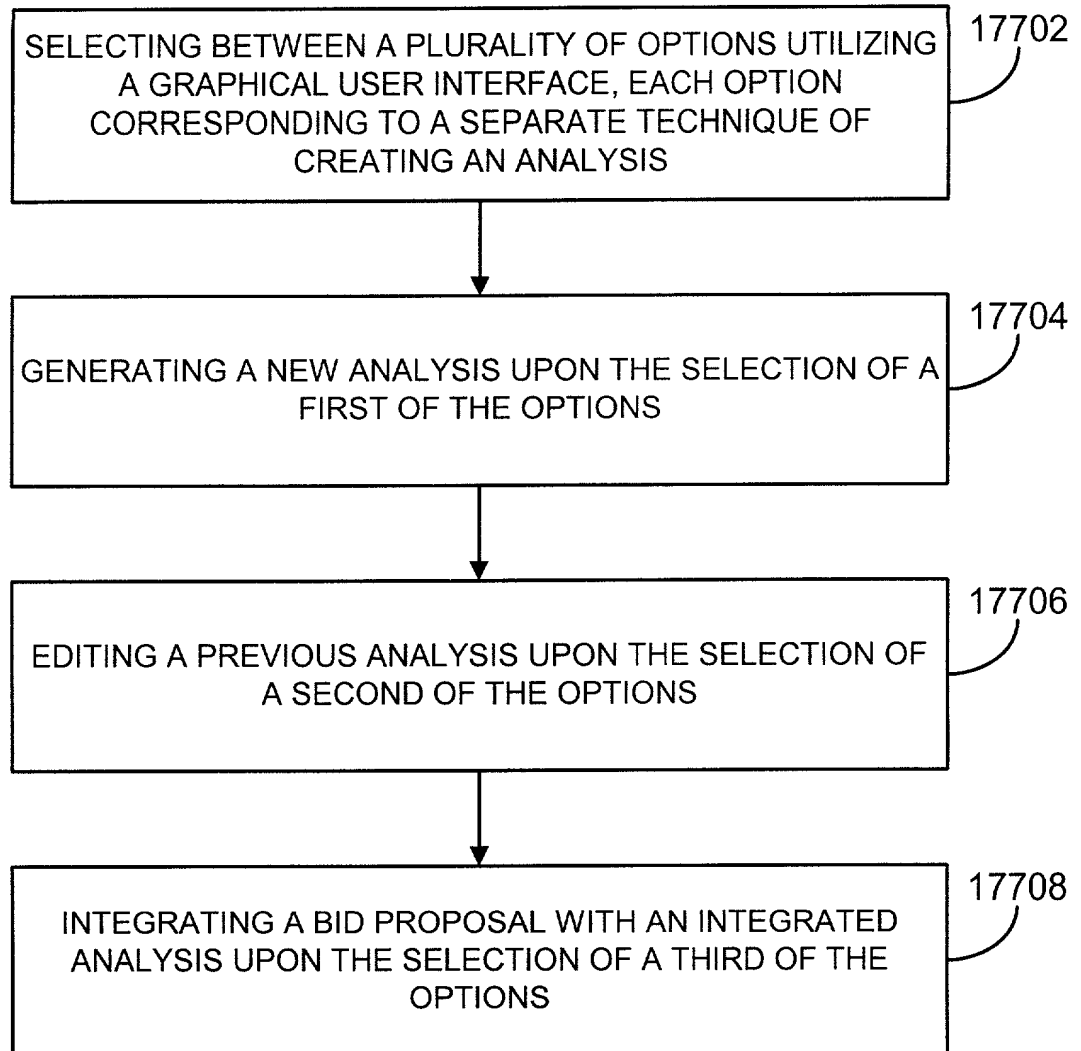 SELECTING BETWEEN A PLURALITY OF OPTIONS UTILIZING
A GRAPHICAL USER INTERFACE, EACH OPTION
CORRESPONDING TO A SEPARATE TECHNIQUE OF
CREATING AN ANALYSIS
17702
GENERATING A NEW ANALYSIS UPON THE SELECTION OF A
FIRST OF THE OPTIONS
17704
EDITING A PREVIOUS ANALYSIS UPON THE SELECTION OF
A SECOND OF THE OPTIONS
17706
INTEGRATING A BID PROPOSAL WITH AN INTEGRATED
ANALYSIS UPON THE SELECTION OF A THIRD OF THE
OPTIONS
17708